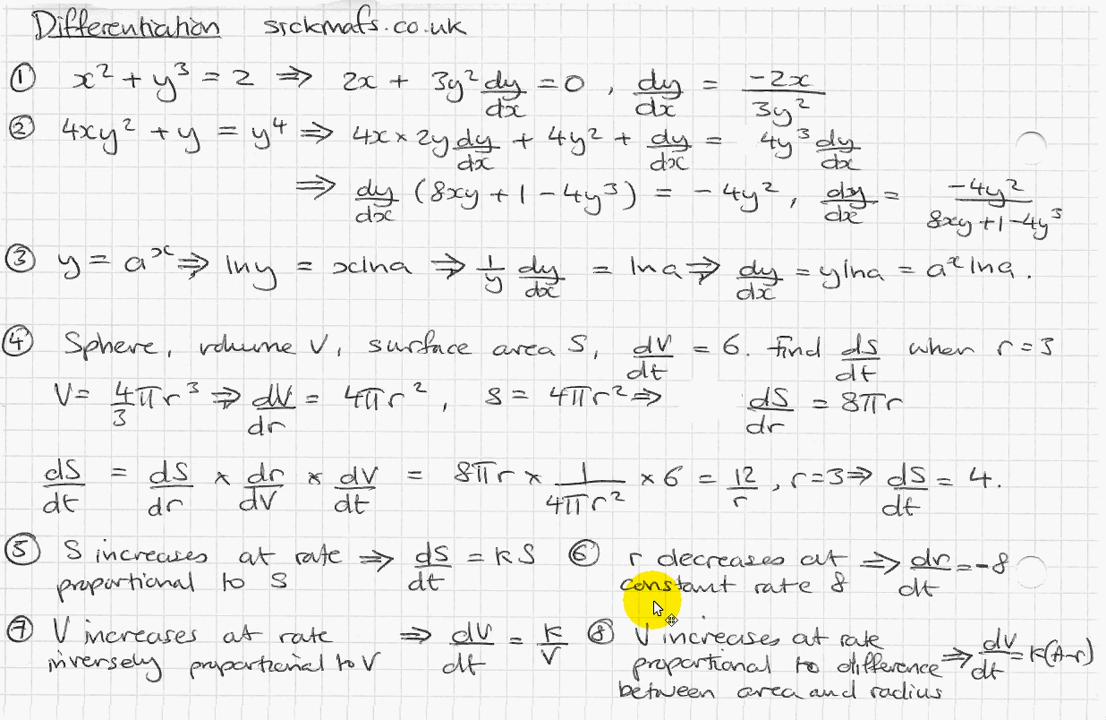 Differentiation sickmafs.co.uk
① x² + y³ = 2 ⇒ 2x + 3y² dy/dx = 0 , dy/dx = -2x/3y²
② 4xy² + y = y⁴ ⇒ 4x × 2y dy/dx + 4y² + dy/dx = 4y³ dy/dx
⇒ dy/dx (8xy + 1 - 4y³) = -4y² , dy/dx = -4y²/8xy+1-4y³
③ y = aˣ ⇒ ln y = x ln a ⇒ 1/y dy/dx = ln a ⇒ dy/dx = y ln a = aˣ ln a .
④ Sphere, volume V, surface area S, dV/dt = 6. find ds/dt when r = 3
V = 4/3 πr³ ⇒ dV/dr = 4πr² , S = 4πr² ⇒ dS/dr = 8πr
dS/dt = dS/dr × dr/dV × dV/dt = 8πr × 1/4πr² × 6 = 12/r , r=3 ⇒ dS/dt = 4.
⑤ S increases at rate ⇒ ds/dt = kS
proportional to S
⑥ r decreases at ⇒ dr/dt = -8
constant rate 8
⑦ V increases at rate ⇒ dV/dt = k/V
inversely proportional to V
⑧ V increases at rate
proportional to difference ⇒ dV/dt = k(A-r)
between area and radius